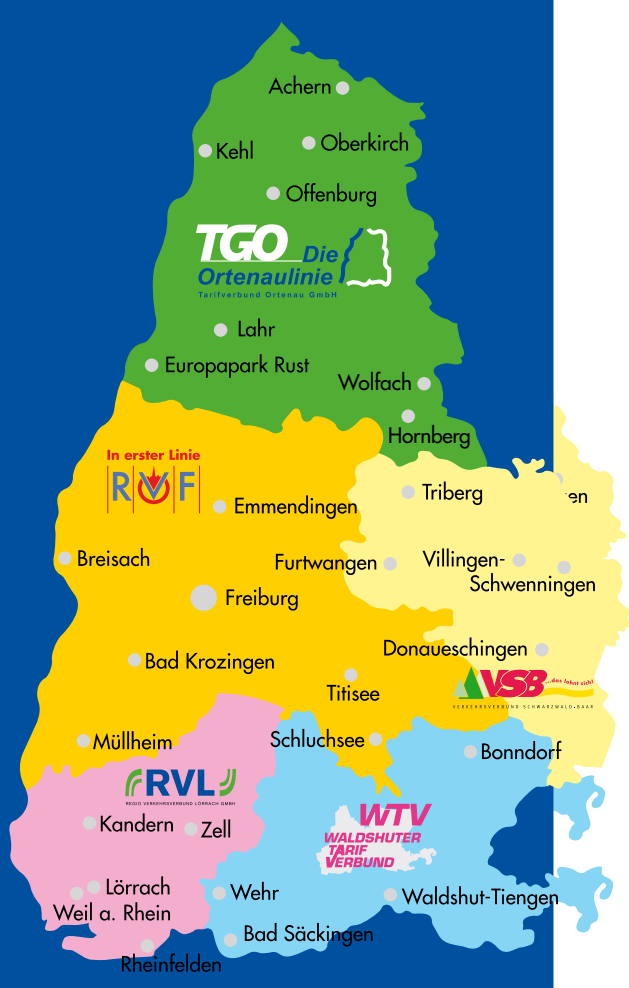 Achern
Kehl
Oberkirch
Offenburg
TGO Die
Ortenaulinie
Tarifverbund Ortenau GmbH
Lahr
Europapark Rust
Wolfach
Hornberg
In erster Linie
RVF
Triberg
Emmendingen
Breisach
Furtwangen
Villingen-
Schwenningen
Freiburg
Donaueschingen
Bad Krozingen
Titisee
VSB ...das lohnt sich!
VERKEHRSVERBUND SCHWARZWALD-BAAR
Müllheim
Schluchsee
Bonndorf
RVL
REGIO VERKEHRSVERBUND LÖRRACH GMBH
Kandern
Zell
WTV
WALDSHUTER
TARIF
VERBUND
Lörrach
Wehr
Waldshut-Tiengen
Weil a. Rhein
Bad Säckingen
Rheinfelden